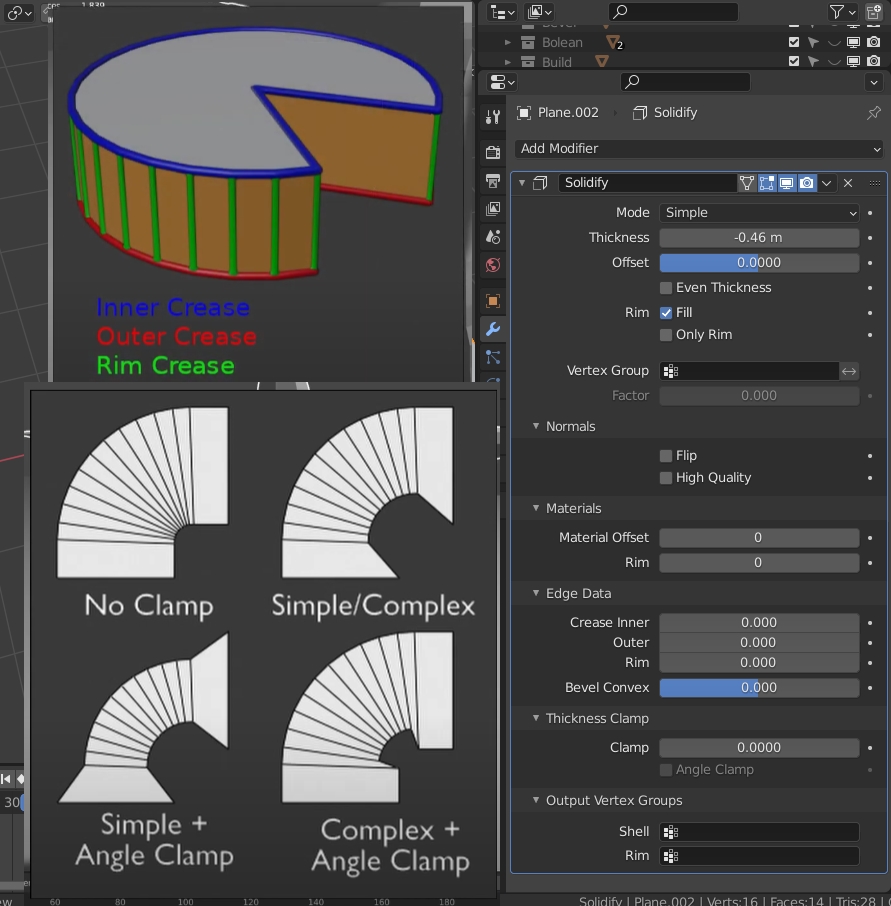 Bolean
2
Build
Plane.002
Solidify
Add Modifier
Solidify
Mode
Simple
Thickness
-0.46 m
Offset
0.0000
Even Thickness
Rim
Fill
Only Rim
Vertex Group
Factor
0.000
Normals
Flip
High Quality
Materials
Material Offset
0
Rim
0
Edge Data
Crease Inner
0.000
Outer
0.000
Rim
0.000
Bevel Convex
0.000
Thickness Clamp
Clamp
0.0000
Angle Clamp
Output Vertex Groups
Shell
Rim
Inner Crease
Outer Crease
Rim Crease
No Clamp
Simple/Complex
Simple +
Angle Clamp
Complex +
Angle Clamp
30
60 80 100 120 140 160 180
Solidify | Plane.002 | Verts:16 | Faces:14 | Tris:28 |